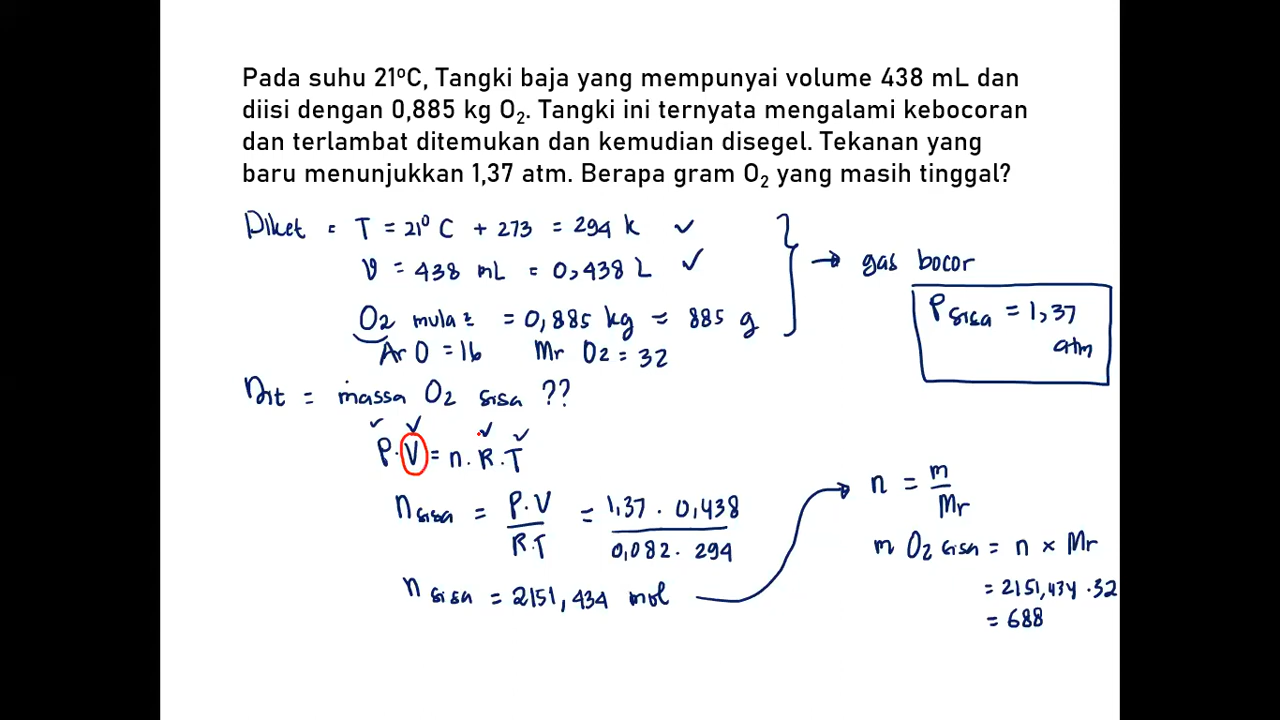 Pada suhu 21ºC, Tangki baja yang mempunyai volume 438 mL dan
diisi dengan 0,885 kg O₂. Tangki ini ternyata mengalami kebocoran
dan terlambat ditemukan dan kemudian disegel. Tekanan yang
baru menunjukkan 1,37 atm. Berapa gram O₂ yang masih tinggal?
Diket = T = 21⁰ C + 273 = 294 k ✓
V = 438 mL = 0,438 L ✓
→ gas bocor
P sisa = 1,37
atm
O2 mula² = 0,885 kg = 885 g
Ar O = 16 Mr O2 = 32
Dit = massa O2 sisa ??
P.V = n.R.T
n sisa = P.V / R.T = 1,37 . 0,438 / 0,082 . 294
n sisa = 2151,434 mol
n = m / Mr
m O2 sisa = n × Mr
= 2151,434 . 32
= 688